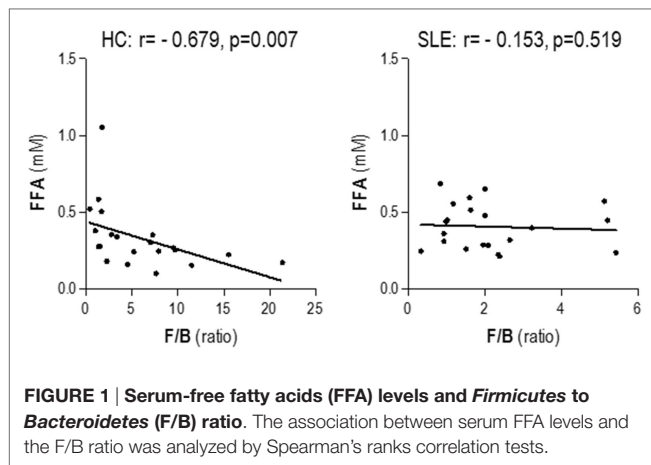 HC: r= - 0.679, p=0.007
1.5
1.0
0.5
0.0
FFA (mM)
0 5 10 15 20 25
F/B (ratio)
SLE: r= - 0.153, p=0.519
1.5
1.0
0.5
0.0
FFA (mM)
0 2 4 6
F/B (ratio)
FIGURE 1 | Serum-free fatty acids (FFA) levels and Firmicutes to
Bacteroidetes (F/B) ratio. The association between serum FFA levels and
the F/B ratio was analyzed by Spearman's ranks correlation tests.